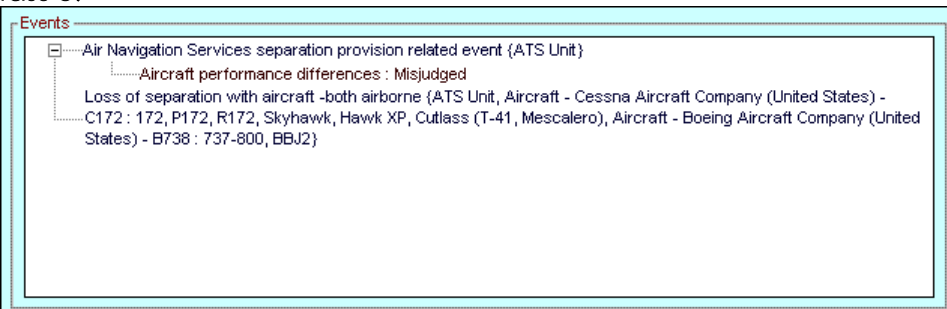 Events
Air Navigation Services separation provision related event {ATS Unit}
Aircraft performance differences : Misjudged
Loss of separation with aircraft -both airborne {ATS Unit, Aircraft - Cessna Aircraft Company (United States) -
C172 : 172, P172, R172, Skyhawk, Hawk XP, Cutlass (T-41, Mescalero), Aircraft - Boeing Aircraft Company (United
States) - B738 : 737-800, BBJ2}